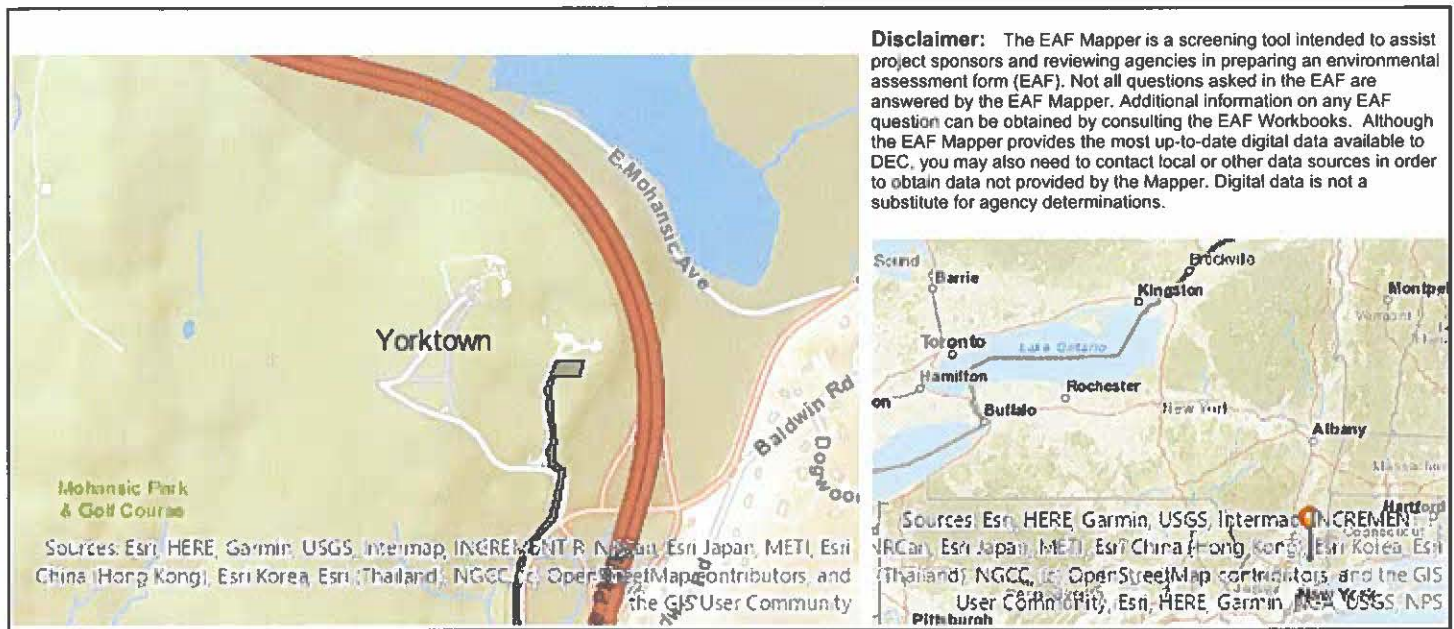 Disclaimer: The EAF Mapper is a screening tool intended to assist
project sponsors and reviewing agencies in preparing an environmental
assessment form (EAF). Not all questions asked in the EAF are
answered by the EAF Mapper. Additional information on any EAF
question can be obtained by consulting the EAF Workbooks. Although
the EAF Mapper provides the most up-to-date digital data available to
DEC, you may also need to contact local or other data sources in order
to obtain data not provided by the Mapper. Digital data is not a
substitute for agency determinations.
E.Mohansic Ave
Yorktown
Baldwin Rd
Mohansic Park
& Golf Course
Sources: Esri, HERE, Garmin, USGS, Intermap, INCREMENT P, NRCan, Esri Japan, METI, Esri
China (Hong Kong), Esri Korea, Esri (Thailand), NGCC, (c) OpenStreetMap contributors, and
the GIS User Community
Sound
Barrie
Brockville
Kingston
Montpel
Vermont
Toronto
Lake Ontario
Hamilton
Rochester
on
Buffalo
New York
Albany
Hartford
Sources: Esri, HERE, Garmin, USGS, Intermap, INCREMENT P,
NRCan, Esri Japan, METI, Esri China (Hong Kong), Esri Korea, Esri
(Thailand), NGCC, (c) OpenStreetMap contributors, and the GIS
User Community, Esri, HERE, Garmin, USGS, NPS
New York
Pittsburgh